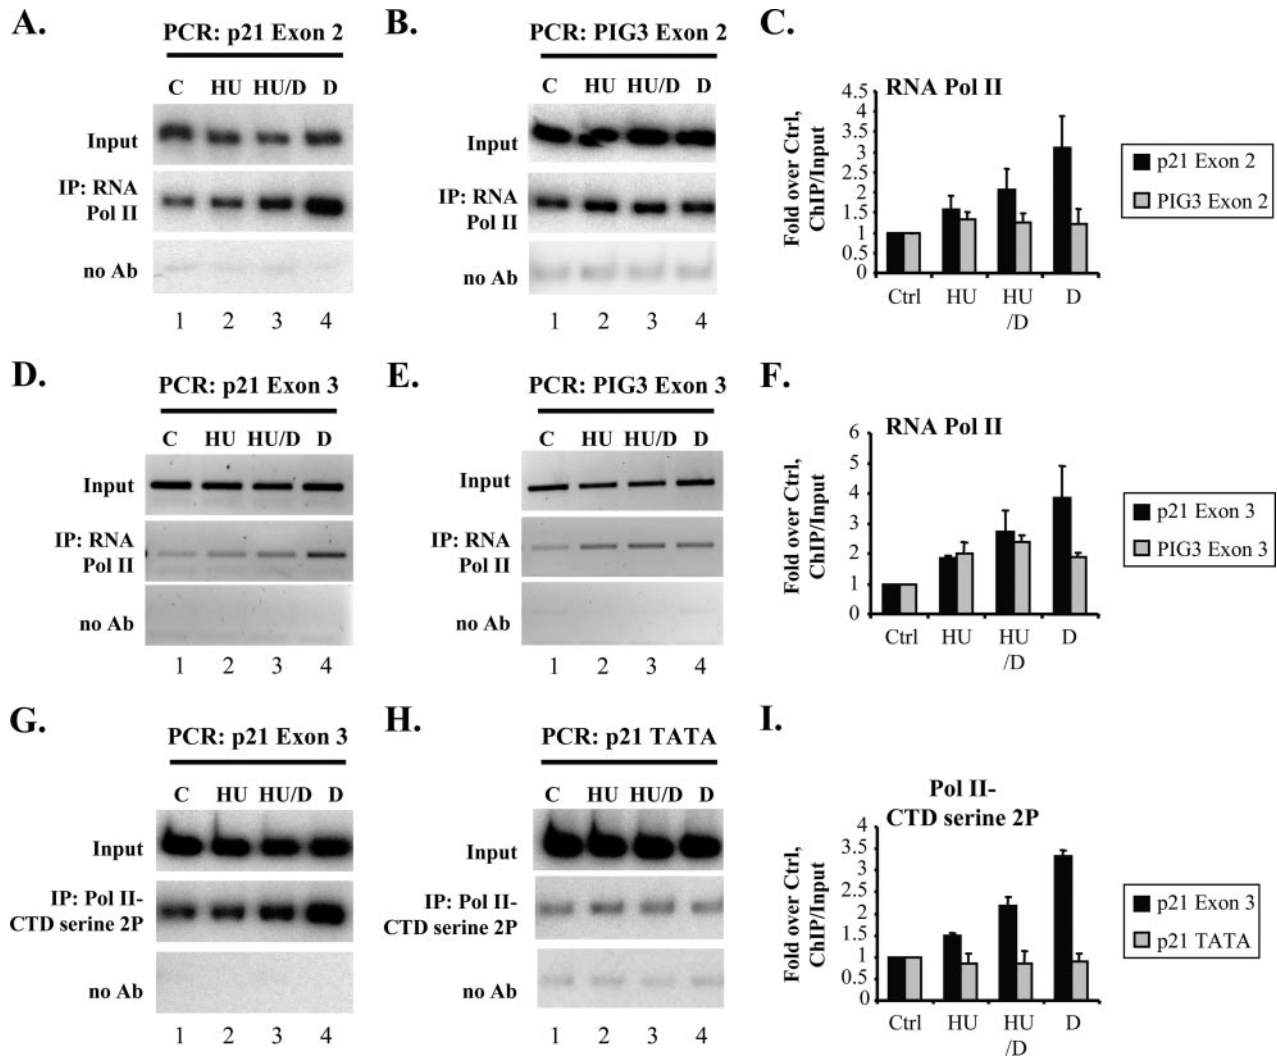 A.
PCR: p21 Exon 2
C HU HU/D D
Input
IP: RNA
Pol II
no Ab
1 2 3 4
B.
PCR: PIG3 Exon 2
C HU HU/D D
Input
IP: RNA
Pol II
no Ab
1 2 3 4
C.
RNA Pol II
Fold over Ctrl,
ChIP/Input
4.5
4
3.5
3
2.5
2
1.5
1
0.5
0
Ctrl HU HU D
/D
p21 Exon 2
PIG3 Exon 2
D.
PCR: p21 Exon 3
C HU HU/D D
Input
IP: RNA
Pol II
no Ab
1 2 3 4
E.
PCR: PIG3 Exon 3
C HU HU/D D
Input
IP: RNA
Pol II
no Ab
1 2 3 4
F.
RNA Pol II
Fold over Ctrl,
ChIP/Input
6
5
4
3
2
1
0
Ctrl HU HU D
/D
p21 Exon 3
PIG3 Exon 3
G.
PCR: p21 Exon 3
C HU HU/D D
Input
IP: Pol II-
CTD serine 2P
no Ab
1 2 3 4
H.
PCR: p21 TATA
C HU HU/D D
Input
IP: Pol II-
CTD serine 2P
no Ab
1 2 3 4
I.
Pol II-
CTD serine 2P
Fold over Ctrl,
ChIP/Input
4
3.5
3
2.5
2
1.5
1
0.5
0
Ctrl HU HU D
/D
p21 Exon 3
p21 TATA